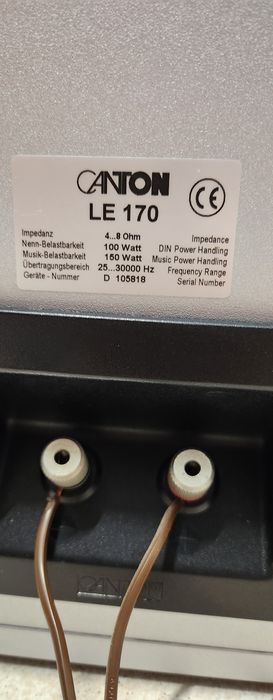 CANTON
LE 170
Impedanz 4...8 Ohm Impedance
Nenn-Belastbarkeit 100 Watt DIN Power Handling
Musik-Belastbarkeit 150 Watt Music Power Handling
Übertragungsbereich 25...30000 Hz Frequency Range
Geräte - Nummer D 105818 Serial Number
CE
CANTON